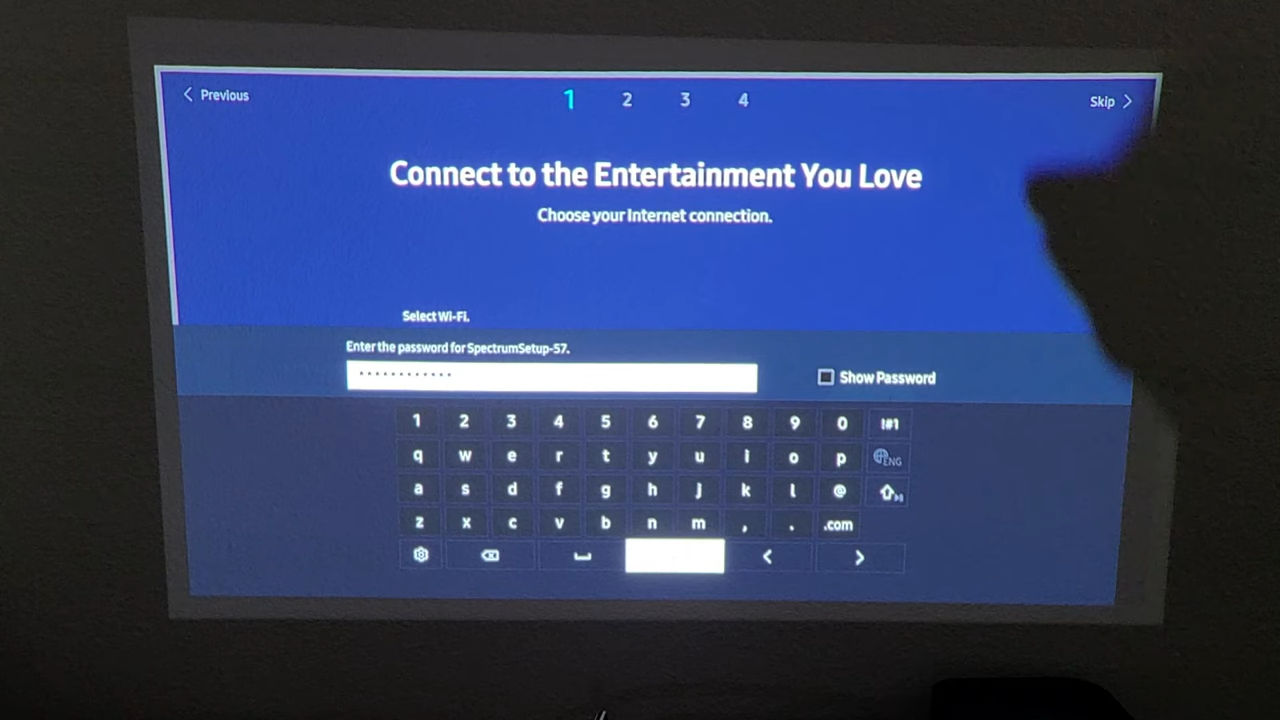 < Previous
1 2 3 4
Skip >
Connect to the Entertainment You Love
Choose your Internet connection.
Select Wi-Fi.
Enter the password for SpectrumSetup-57.
············
Show Password
1 2 3 4 5 6 7 8 9 0 !#1
q w e r t y u i o p ENG
a s d f g h j k l @
z x c v b n m , . .com
< >